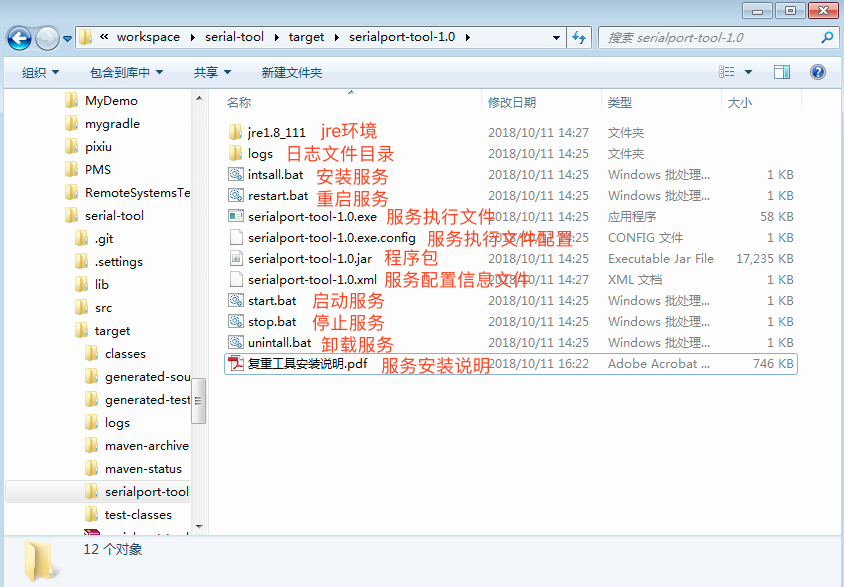 « workspace ▸ serial-tool ▸ target ▸ serialport-tool-1.0 ▸
搜索 serialport-tool-1.0
组织 包含到库中 共享 新建文件夹
MyDemo
mygradle
pixiu
PMS
RemoteSystemsTe
serial-tool
.git
.settings
lib
src
target
classes
generated-sou
generated-test
logs
maven-archive
maven-status
serialport-tool
test-classes
名称 修改日期 类型 大小
jre1.8_111 jre环境 2018/10/11 14:27 文件夹
logs 日志文件目录 2018/10/11 14:25 文件夹
intsall.bat 安装服务 2018/10/11 14:25 Windows 批处理... 1 KB
restart.bat 重启服务 2018/10/11 14:25 Windows 批处理... 1 KB
serialport-tool-1.0.exe 服务执行文件 2018/10/11 14:25 应用程序 58 KB
serialport-tool-1.0.exe.config 服务执行文件配置 2018/10/11 14:25 CONFIG 文件 1 KB
serialport-tool-1.0.jar 程序包 2018/10/11 14:25 Executable Jar File 17,235 KB
serialport-tool-1.0.xml 服务配置信息文件 2018/10/11 14:27 XML 文档 1 KB
start.bat 启动服务 2018/10/11 14:25 Windows 批处理... 1 KB
stop.bat 停止服务 2018/10/11 14:25 Windows 批处理... 1 KB
unintall.bat 卸载服务 2018/10/11 14:25 Windows 批处理... 1 KB
复重工具安装说明.pdf 服务安装说明 2018/10/11 16:22 Adobe Acrobat ... 746 KB
12 个对象